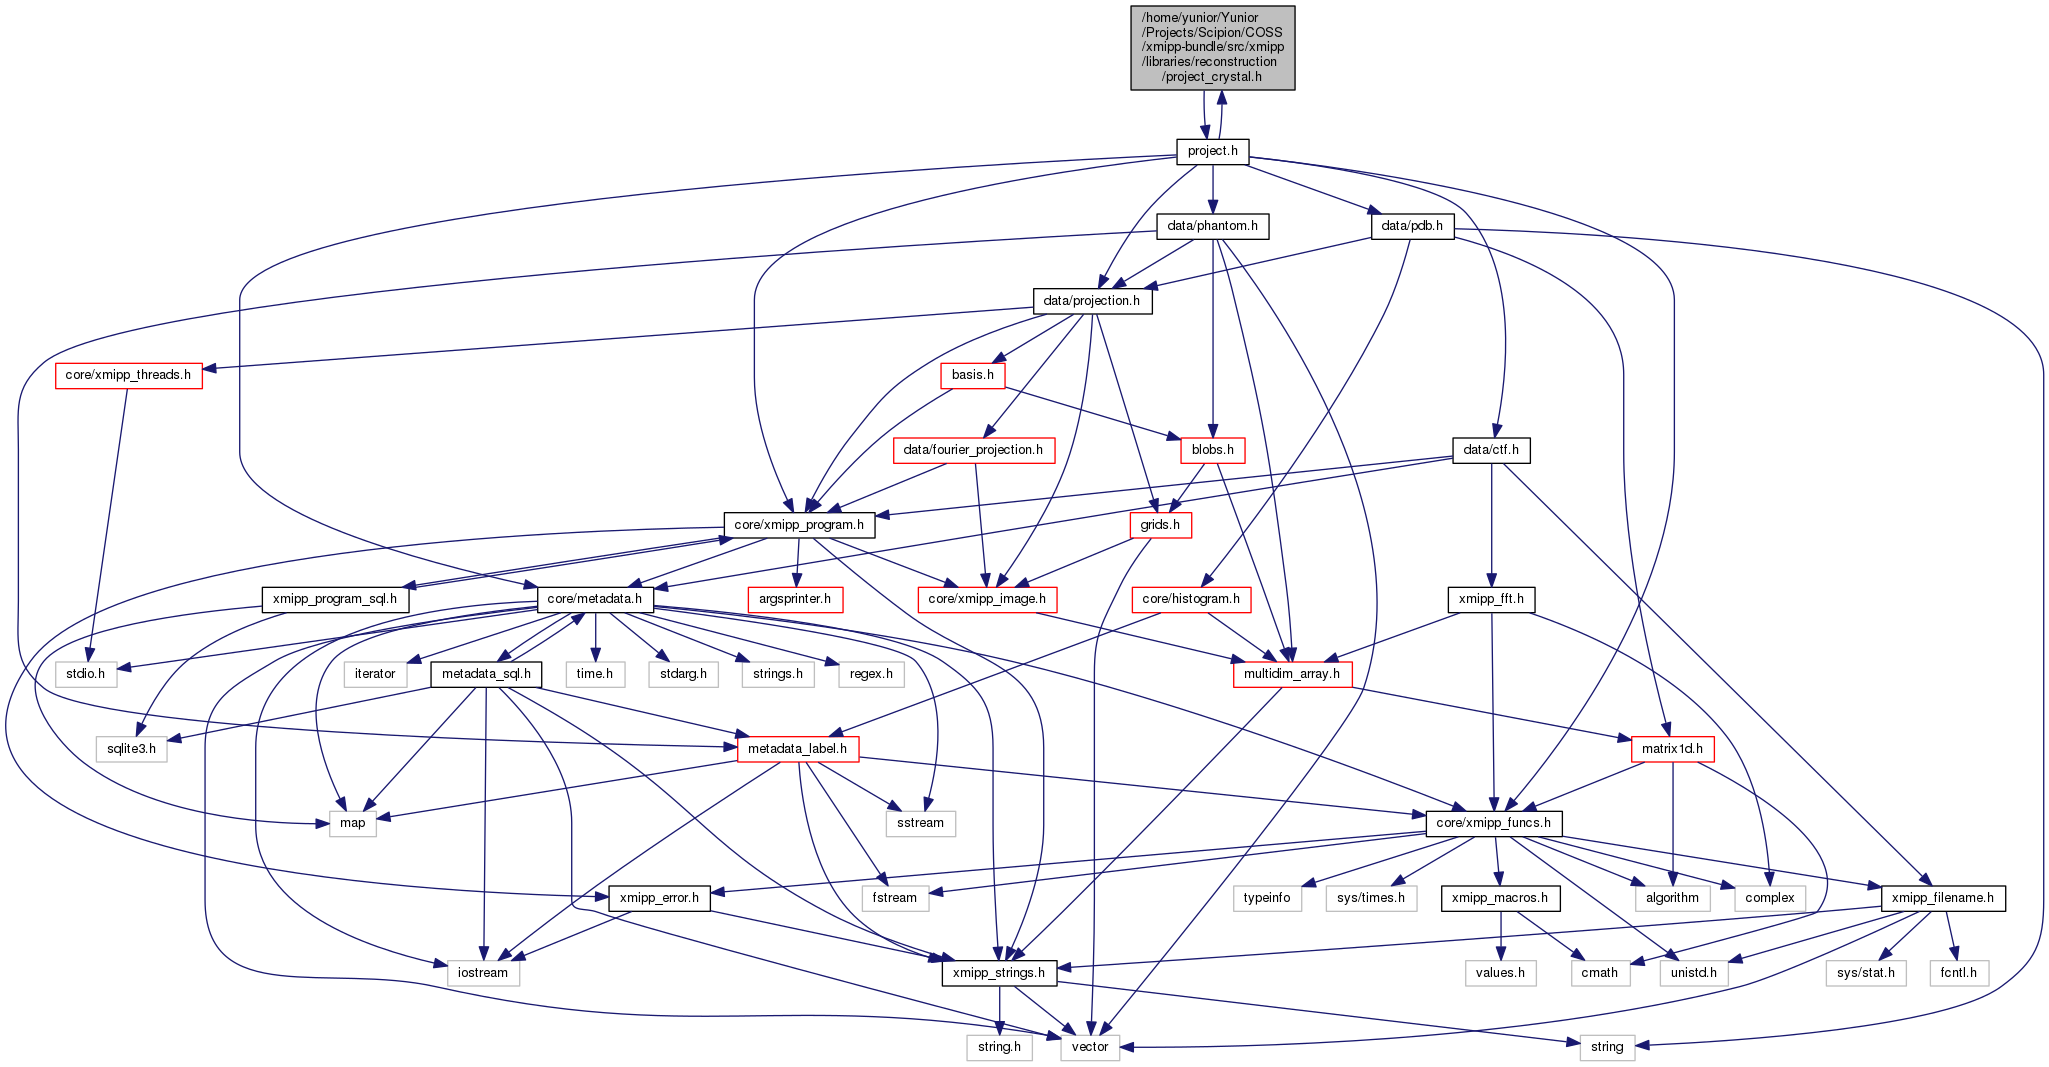 /home/yunior/Yunior
/Projects/Scipion/COSS
/xmipp-bundle/src/xmipp
/libraries/reconstruction
/project_crystal.h
project.h
data/phantom.h
data/pdb.h
data/projection.h
core/xmipp_threads.h
basis.h
data/fourier_projection.h
blobs.h
data/ctf.h
core/xmipp_program.h
grids.h
xmipp_program_sql.h
core/metadata.h
argsprinter.h
core/xmipp_image.h
core/histogram.h
xmipp_fft.h
stdio.h
iterator
metadata_sql.h
time.h
stdarg.h
strings.h
regex.h
multidim_array.h
sqlite3.h
metadata_label.h
matrix1d.h
map
sstream
core/xmipp_funcs.h
xmipp_error.h
fstream
typeinfo
sys/times.h
xmipp_macros.h
algorithm
complex
xmipp_filename.h
iostream
xmipp_strings.h
values.h
cmath
unistd.h
sys/stat.h
fcntl.h
string.h
vector
string